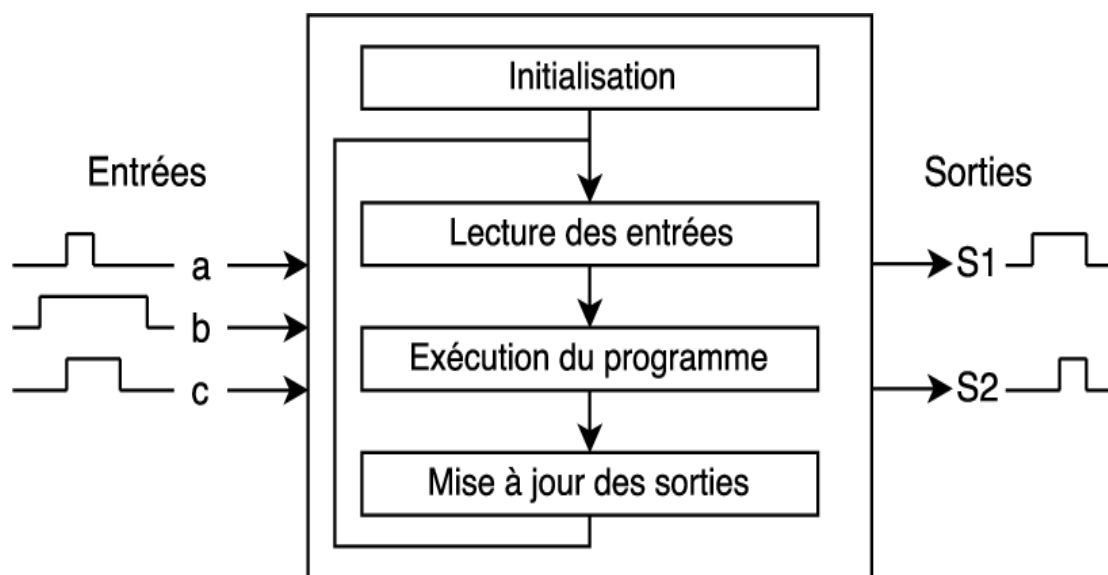 Initialisation
Entrées
Sorties
Lecture des entrées
a
S1
b
Exécution du programme
c
S2
Mise à jour des sorties